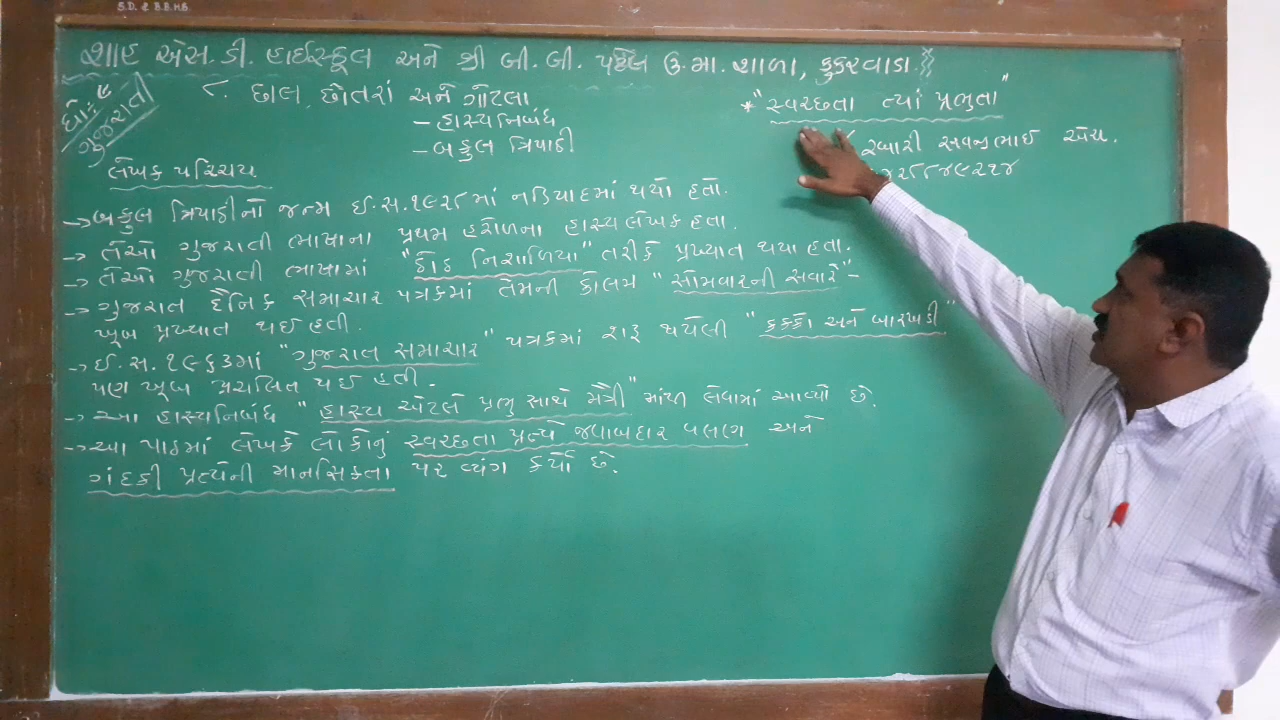 S.D. & B.B.H.S.
શાહ એસ. ડી. હાઈસ્કૂલ અને શ્રી બી. બી. પટેલ ઉ. મા. શાળા, કુકરવાડા.
ધો: ૯
ગુજરાતી
૮. છાલ, છોતરાં અને ગોટલા
- હાસ્યનિબંધ
- બકુલ ત્રિપાઠી
* "સ્વચ્છતા ત્યાં પ્રભુતા"
રબારી
એચ.
લેખક પરિચય
→ બકુલ ત્રિપાઠીનો જન્મ ઈ.સ.૧૯૨૮માં નડિયાદમાં થયો હતો.
→ તેઓ ગુજરાતી ભાષાના પ્રથમ હરોળના હાસ્ય લેખક હતા.
→ તેઓ ગુજરાતી ભાષામાં "ઠોઠ નિશાળિયા" તરીકે પ્રખ્યાત થયા હતા.
→ ગુજરાત દૈનિક સમાચાર પત્રકમાં તેમની કોલમ "સોમવારની સવારે" -
ખૂબ પ્રખ્યાત થઈ હતી.
→ ઈ.સ. ૧૯૬૩માં "ગુજરાત સમાચાર" પત્રકમાં શરૂ થયેલી "કક્કો અને બારખડી"
પણ ખૂબ પ્રચલિત થઈ હતી.
→ આ હાસ્યનિબંધ "હાસ્ય એટલે પ્રભુ સાથે મૈત્રી" માંથી લેવામાં આવ્યો છે.
→ આ પાઠમાં લેખકે લોકોનું સ્વચ્છતા પ્રત્યે જવાબદાર વલણ અને
ગંદકી પ્રત્યેની માનસિકતા પર વ્યંગ કર્યો છે.